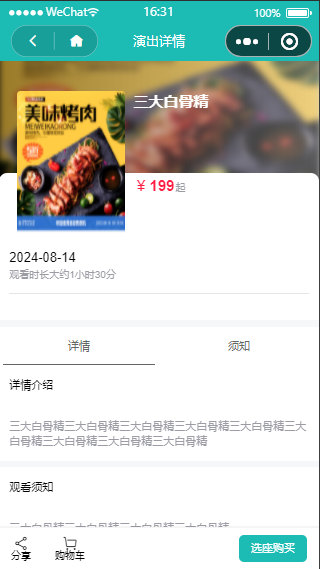 WeChat
16:31
100%
演出详情
三大白骨精
美味烤肉
MEIWEIKAOHONG
¥ 199起
2024-08-14
观看时长大约1小时30分
详情
须知
详情介绍
三大白骨精三大白骨精三大白骨精三大白骨精三大白骨精三大
白骨精三大白骨精三大白骨精三大白骨精
观看须知
三大白骨精三大白骨精三大白骨精三大白骨精
分享
购物车
选座购买